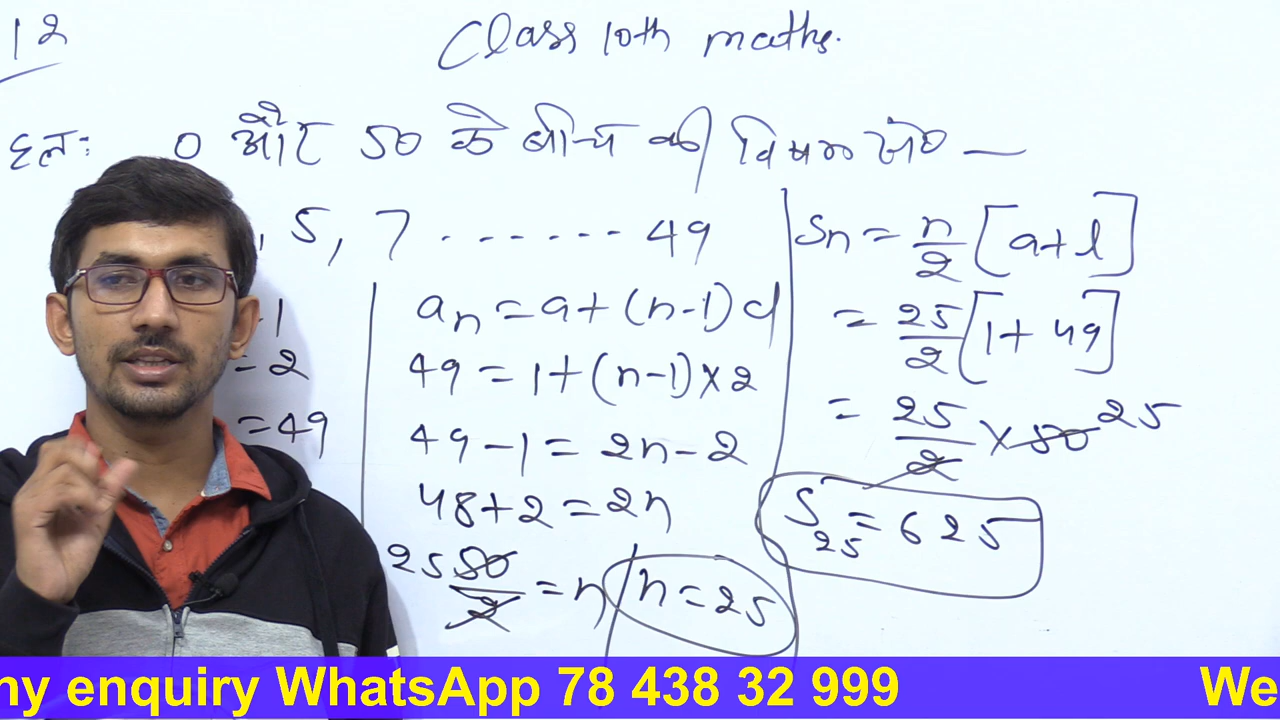 12
Class 10th maths.
हल: 0 और 50 के बीच की विषम सं० —
, 5, 7 ....... 49
-1
= 2
= 49
an = a + (n-1) d
49 = 1 + (n-1) × 2
49 - 1 = 2n - 2
48 + 2 = 2n
25 50/2 = n
n = 25
Sn = n/2 [a + l]
= 25/2 [1 + 49]
= 25/2 × 50 25
S25 = 625
ny enquiry WhatsApp 78 438 32 999 We